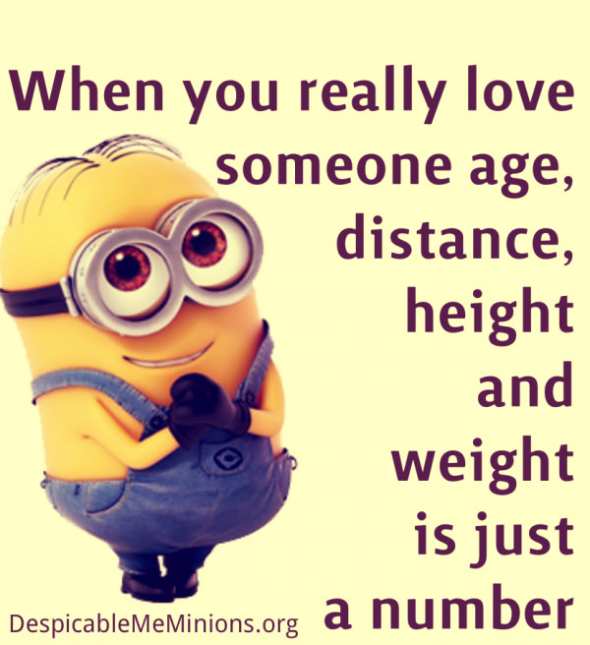 When you really love
someone age,
distance,
height
and
weight
is just
a number
DespicableMeMinions.org